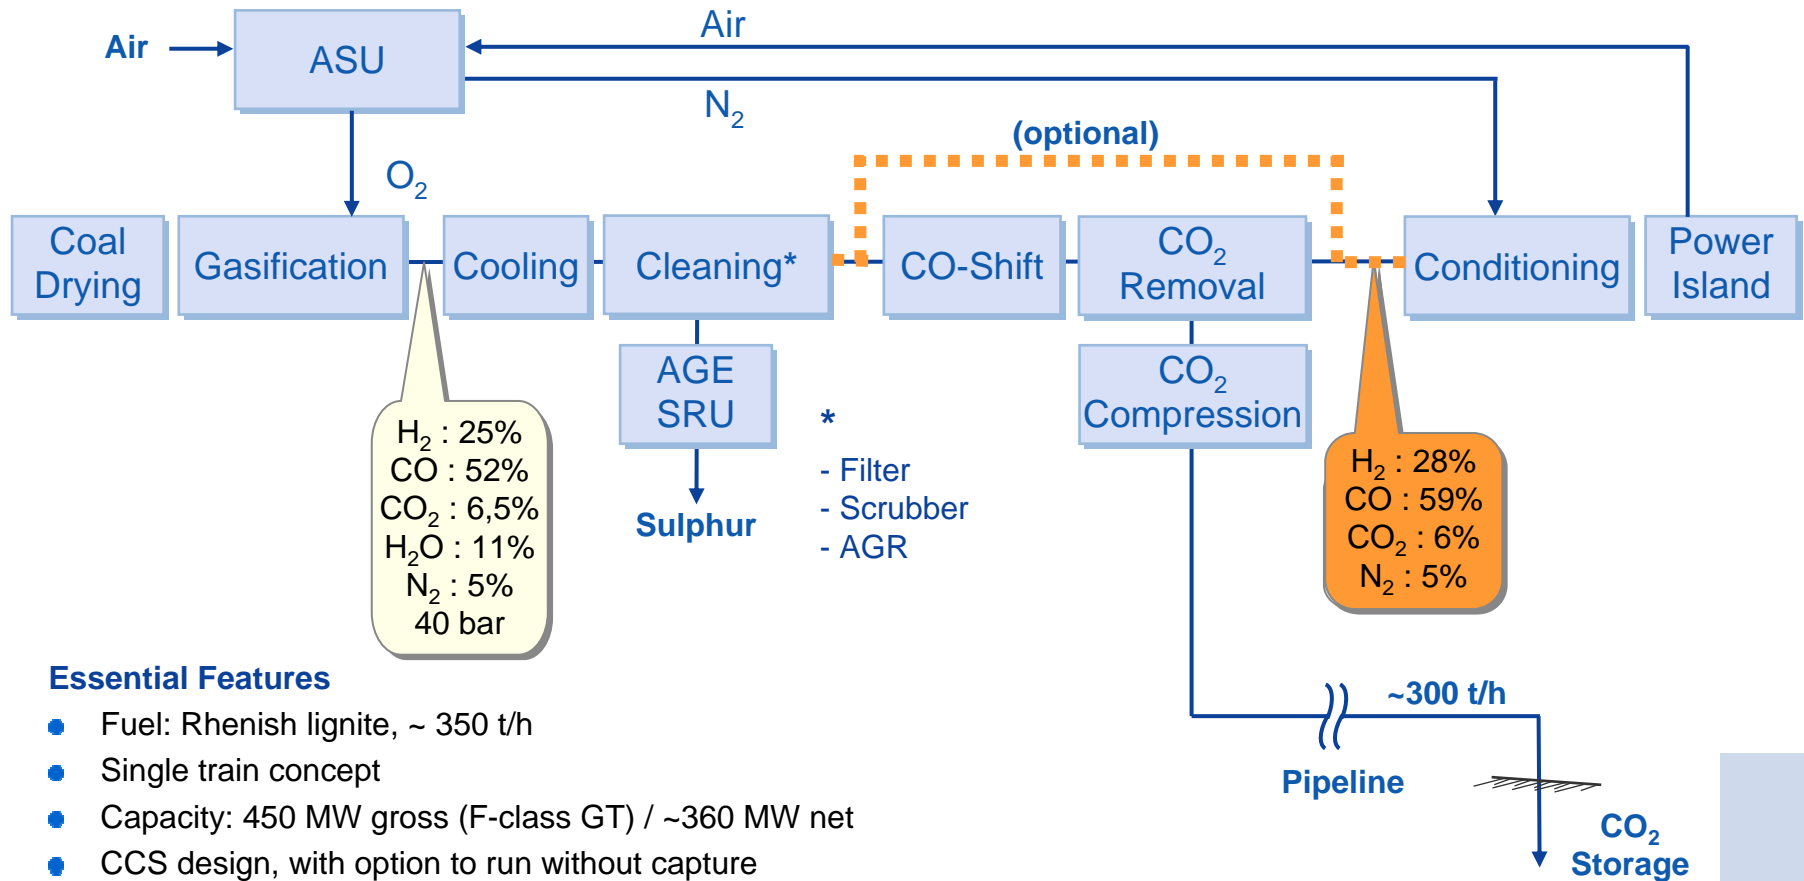 Air
ASU
Air
N₂
(optional)
O₂
Coal
Drying
Gasification
Cooling
Cleaning*
CO-Shift
CO₂
Removal
Conditioning
Power
Island
AGE
SRU
Sulphur
*
- Filter
- Scrubber
- AGR
CO₂
Compression
H₂ : 25%
CO : 52%
CO₂ : 6,5%
H₂O : 11%
N₂ : 5%
40 bar
H₂ : 28%
CO : 59%
CO₂ : 6%
N₂ : 5%
~300 t/h
Pipeline
CO₂
Storage
Essential Features
Fuel: Rhenish lignite, ~ 350 t/h
Single train concept
Capacity: 450 MW gross (F-class GT) / ~360 MW net
CCS design, with option to run without capture